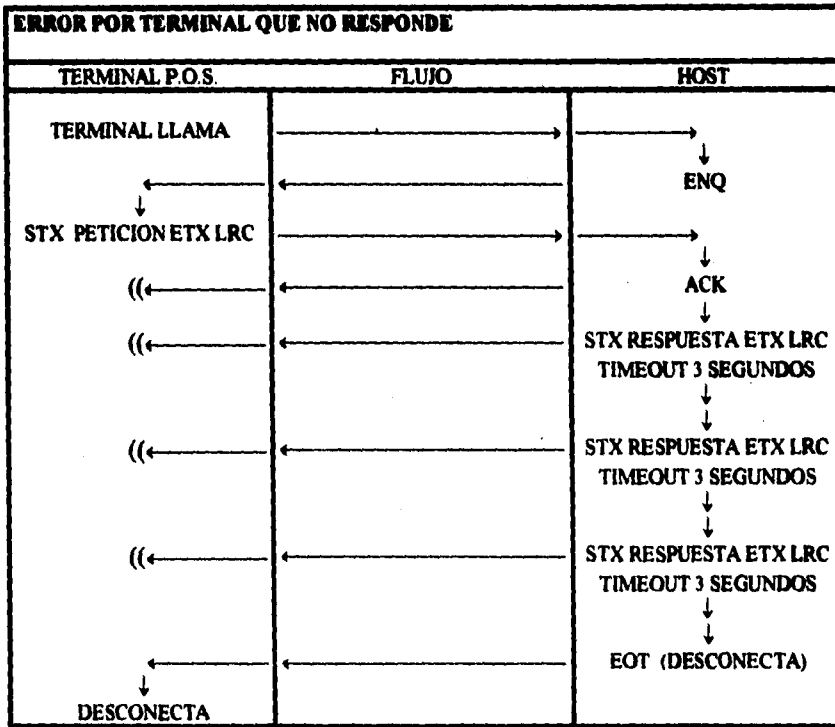 ERROR POR TERMINAL QUE NO RESPONDE
TERMINAL P.O.S. FLUJO HOST
TERMINAL LLAMA
ENQ
STX PETICION ETX LRC
((
ACK
((
STX RESPUESTA ETX LRC
TIMEOUT 3 SEGUNDOS
((
STX RESPUESTA ETX LRC
TIMEOUT 3 SEGUNDOS
((
STX RESPUESTA ETX LRC
TIMEOUT 3 SEGUNDOS
EOT (DESCONECTA)
DESCONECTA